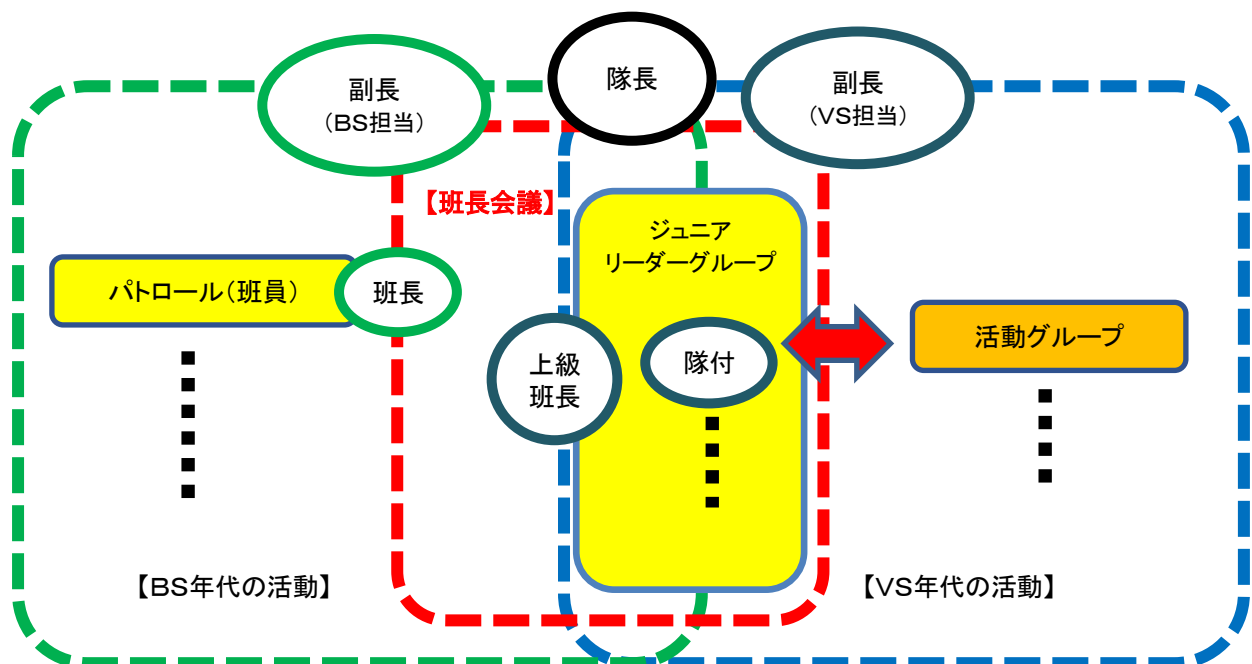 隊長
副長
（BS担当）
副長
（VS担当）
【班長会議】
ジュニア
リーダーグループ
パトロール（班員）
班長
上級
班長
隊付
活動グループ
【BS年代の活動】
【VS年代の活動】